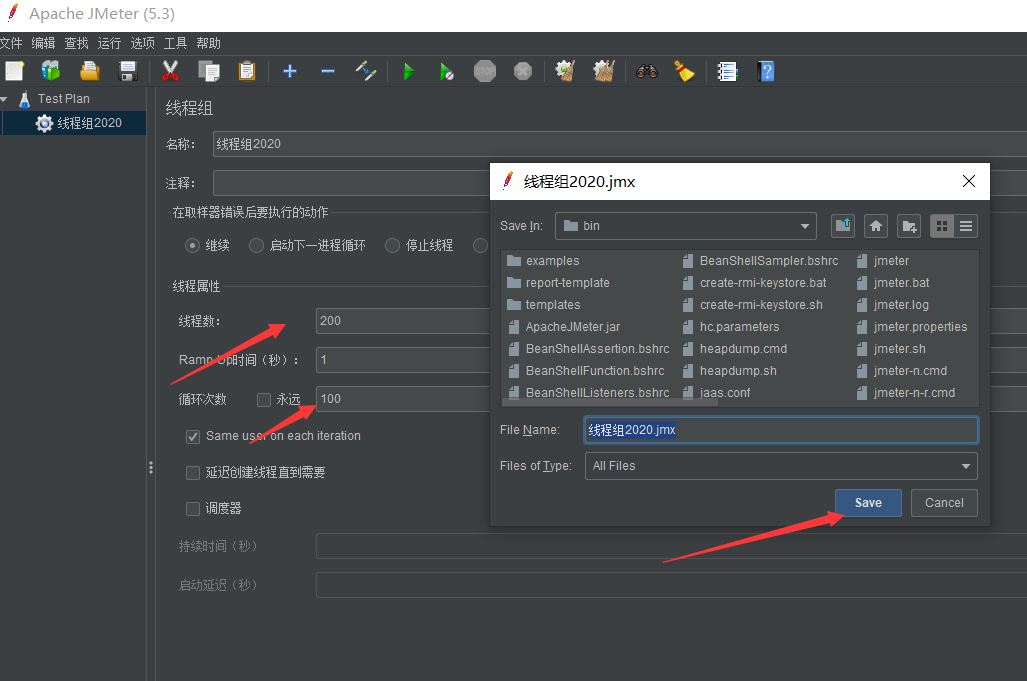 Apache JMeter (5.3)
文件 编辑 查找 运行 选项 工具 帮助
STOP
Test Plan
线程组2020
线程组
名称： 线程组2020
注释：
在取样器错误后要执行的动作
继续 启动下一进程循环 停止线程
线程属性
线程数： 200
Ramp-Up时间（秒）： 1
循环次数 永远 100
Same user on each iteration
延迟创建线程直到需要
调度器
持续时间（秒）
启动延迟（秒）
线程组2020.jmx
Save In: bin
examples BeanShellSampler.bshrc jmeter
report-template create-rmi-keystore.bat jmeter.bat
templates create-rmi-keystore.sh jmeter.log
ApacheJMeter.jar hc.parameters jmeter.properties
BeanShellAssertion.bshrc heapdump.cmd jmeter.sh
BeanShellFunction.bshrc heapdump.sh jmeter-n.cmd
BeanShellListeners.bshrc jaas.conf jmeter-n-r.cmd
File Name: 线程组2020.jmx
Files of Type: All Files
Save Cancel